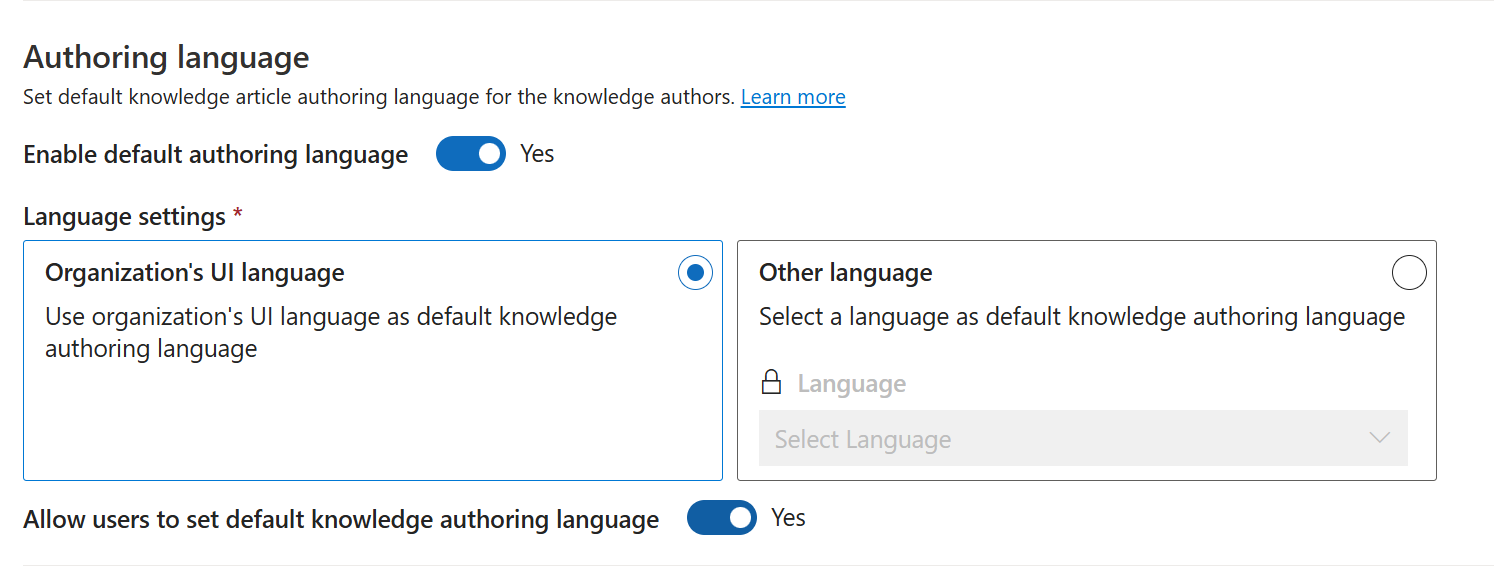 Authoring language
Set default knowledge article authoring language for the knowledge authors. Learn more
Enable default authoring language Yes
Language settings *
Organization's UI language
Use organization's UI language as default knowledge
authoring language
Other language
Select a language as default knowledge authoring language
Language
Select Language
Allow users to set default knowledge authoring language Yes